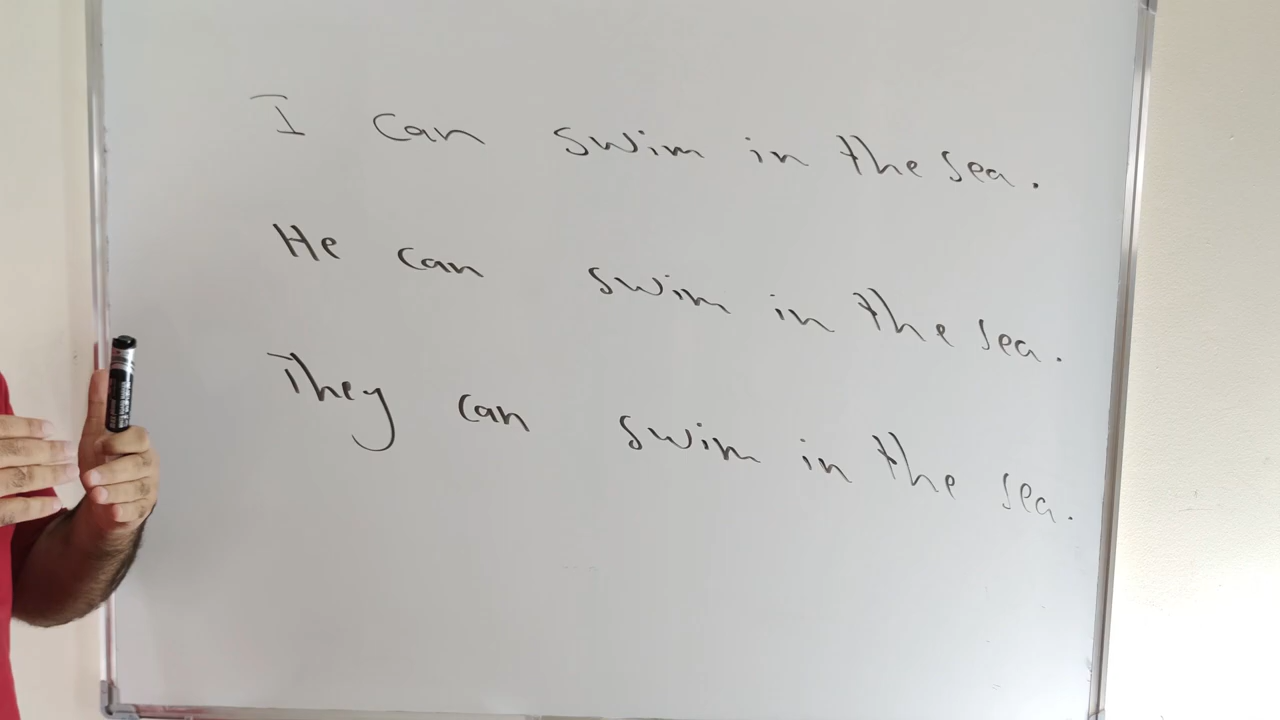 I can swim in the sea.
He can swim in the sea.
They can swim in the sea.